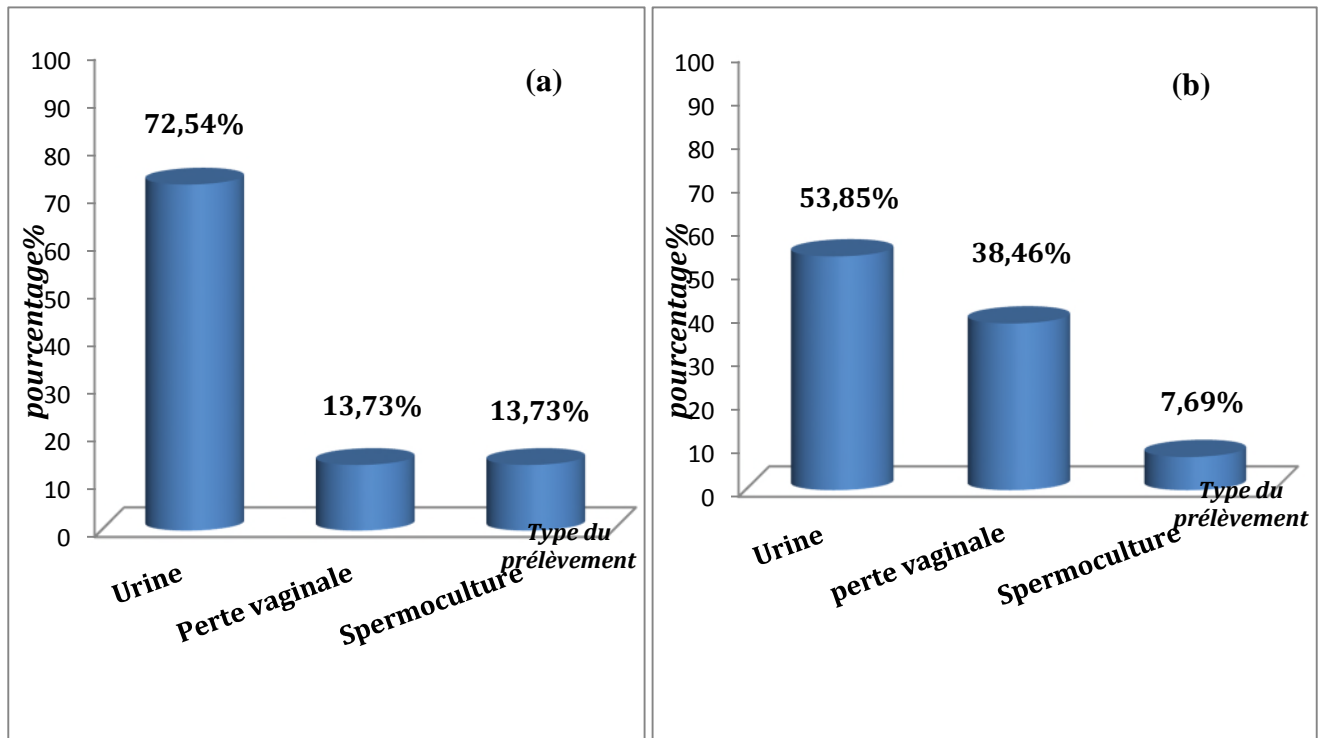 (a)
pourcentage%
100
90
80
70
60
50
40
30
20
10
0
72,54%
13,73%
13,73%
Urine
Perte vaginale
Spermoculture
Type du
prélèvement
(b)
pourcentage%
100
90
80
70
60
50
40
30
20
10
0
53,85%
38,46%
7,69%
Urine
perte vaginale
Spermoculture
Type du
prélèvement